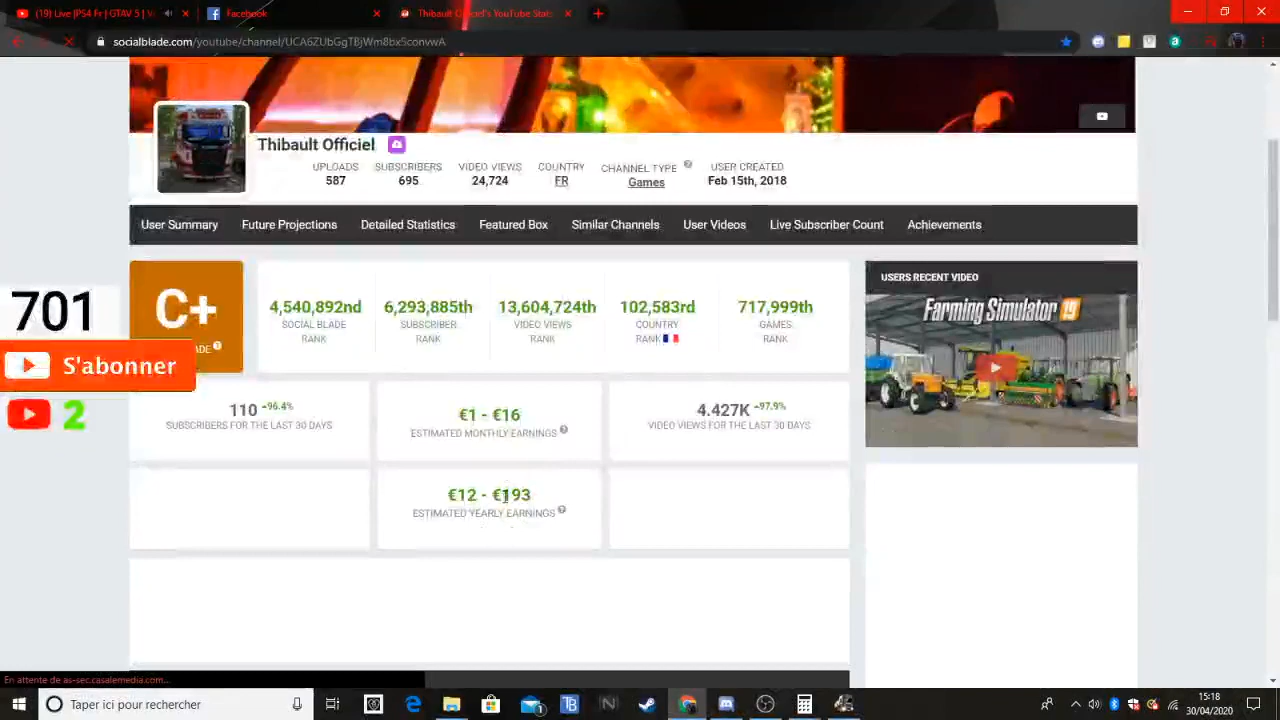 (19) Live |PS4 Fr | GTAV 5 | V
Facebook
Thibault Officiel's YouTube Stats
socialblade.com/youtube/channel/UCA6ZUbGgTBjWm8bx5convwA
Thibault Officiel
UPLOADS
587
SUBSCRIBERS
695
VIDEO VIEWS
24,724
COUNTRY
FR
CHANNEL TYPE
Games
USER CREATED
Feb 15th, 2018
User Summary
Future Projections
Detailed Statistics
Featured Box
Similar Channels
User Videos
Live Subscriber Count
Achievements
C+
4,540,892nd
SOCIAL BLADE
RANK
6,293,885th
SUBSCRIBER
RANK
13,604,724th
VIDEO VIEWS
RANK
102,583rd
COUNTRY
RANK
717,999th
GAMES
RANK
USERS RECENT VIDEO
Farming Simulator 19
701
S'abonner
2
110 +96.4%
SUBSCRIBERS FOR THE LAST 30 DAYS
€1 - €16
ESTIMATED MONTHLY EARNINGS
4.427K +97.9%
VIDEO VIEWS FOR THE LAST 30 DAYS
€12 - €193
ESTIMATED YEARLY EARNINGS
En attente de as-sec.casalemedia.com...
Taper ici pour rechercher
15:18
30/04/2020